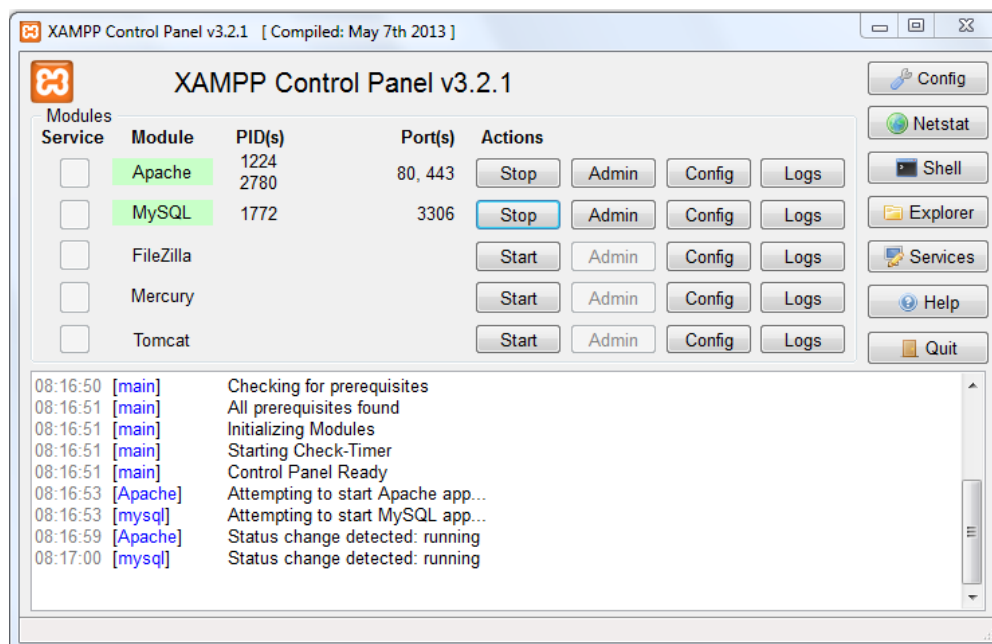 XAMPP Control Panel v3.2.1 [ Compiled: May 7th 2013 ]
XAMPP Control Panel v3.2.1
Config
Modules
Service Module PID(s) Port(s) Actions
Netstat
Apache 1224 2780 80, 443 Stop Admin Config Logs
Shell
MySQL 1772 3306 Stop Admin Config Logs
Explorer
FileZilla Start Admin Config Logs
Services
Mercury Start Admin Config Logs
Help
Tomcat Start Admin Config Logs
Quit
08:16:50 [main] Checking for prerequisites
08:16:51 [main] All prerequisites found
08:16:51 [main] Initializing Modules
08:16:51 [main] Starting Check-Timer
08:16:51 [main] Control Panel Ready
08:16:53 [Apache] Attempting to start Apache app...
08:16:53 [mysql] Attempting to start MySQL app...
08:16:59 [Apache] Status change detected: running
08:17:00 [mysql] Status change detected: running